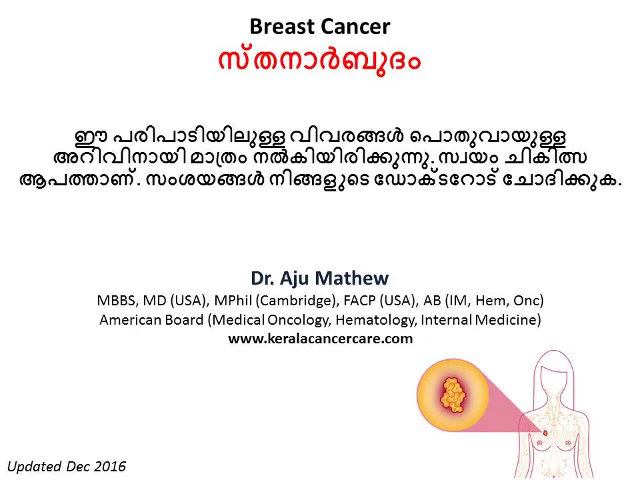 Breast Cancer
സ്തനാർബുദം
ഈ പരിപാടിയിലുള്ള വിവരങ്ങൾ പൊതുവായുള്ള
അറിവിനായി മാത്രം നൽകിയിരിക്കുന്നു. സ്വയം ചികിത്സ
ആപത്താണ്. സംശയങ്ങൾ നിങ്ങളുടെ ഡോക്ടറോട് ചോദിക്കുക.
Dr. Aju Mathew
MBBS, MD (USA), MPhil (Cambridge), FACP (USA), AB (IM, Hem, Onc)
American Board (Medical Oncology, Hematology, Internal Medicine)
www.keralacancercare.com
Updated Dec 2016